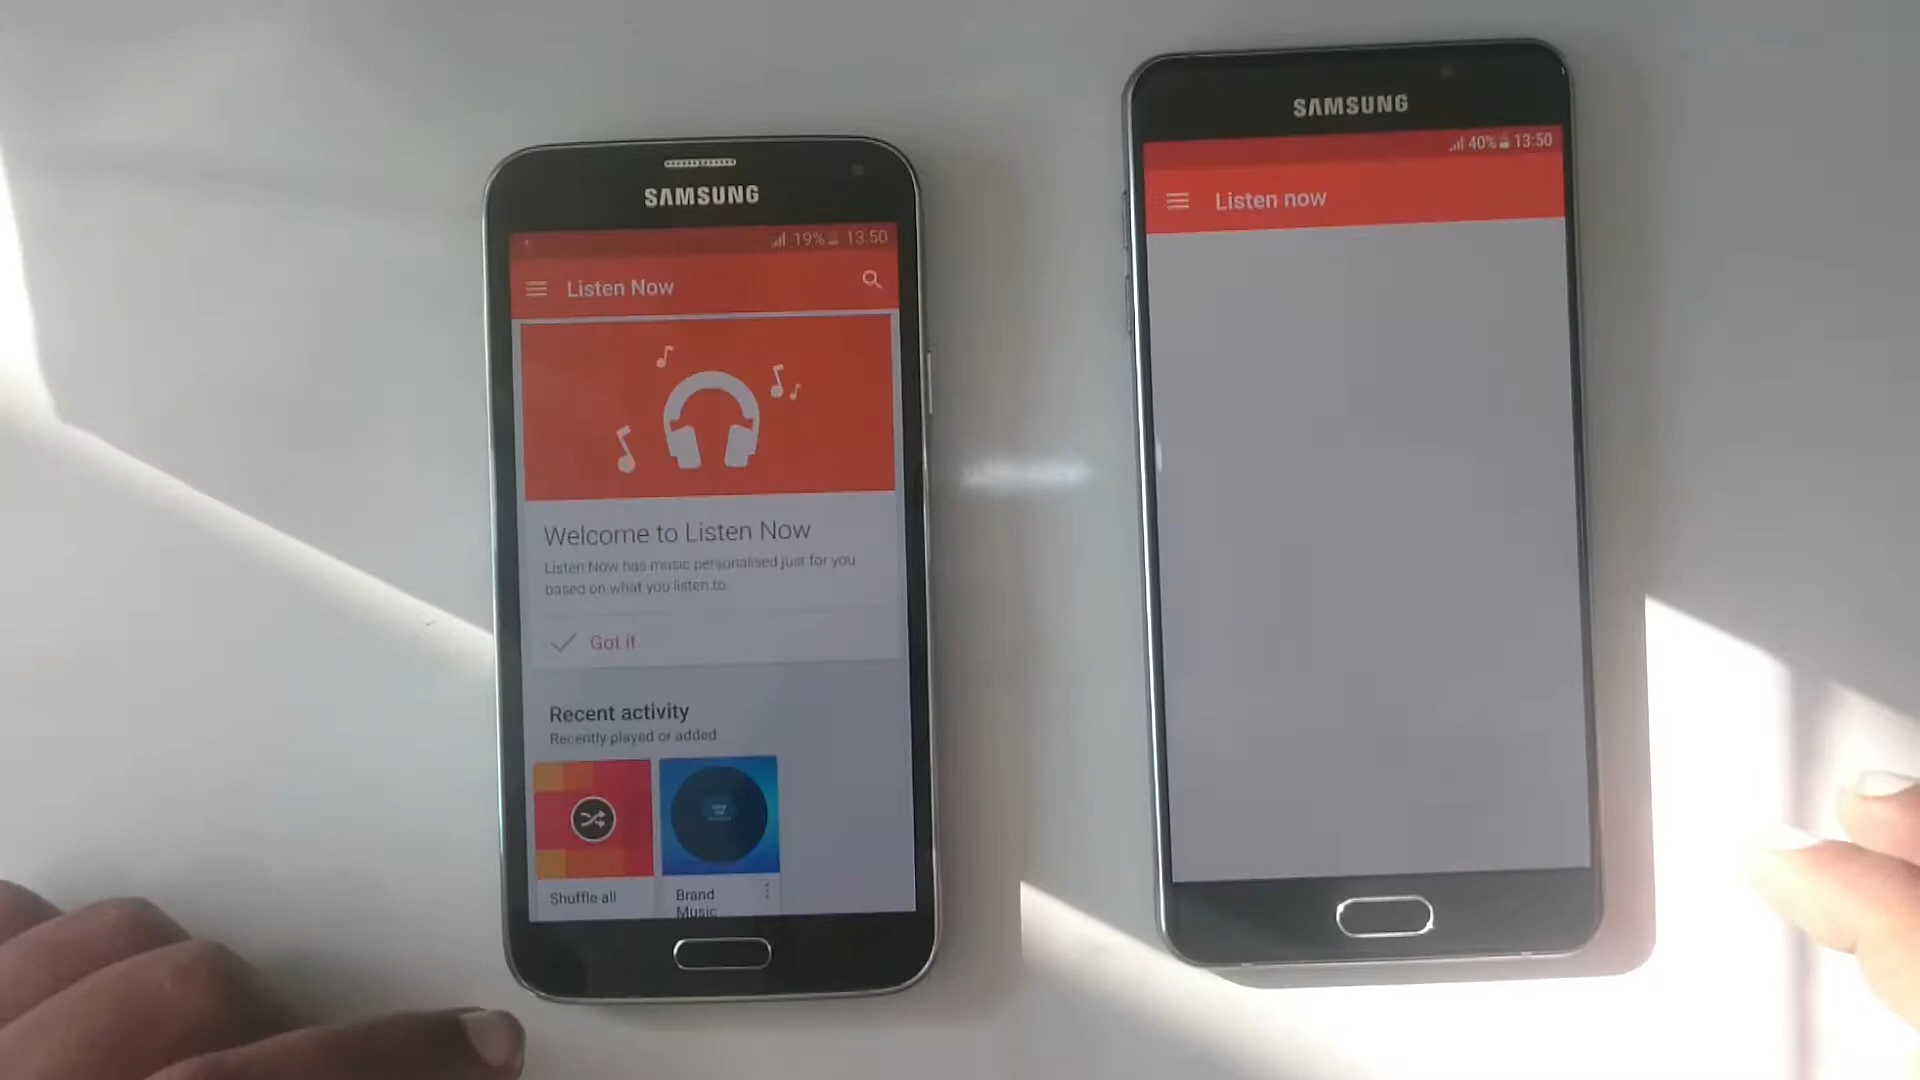 SAMSUNG
19% 13:50
Listen Now
Welcome to Listen Now
Listen Now has music personalised just for you
based on what you listen to.
Got it
Recent activity
Recently played or added
Shuffle all
Brand
Music
SAMSUNG
40% 13:50
Listen now